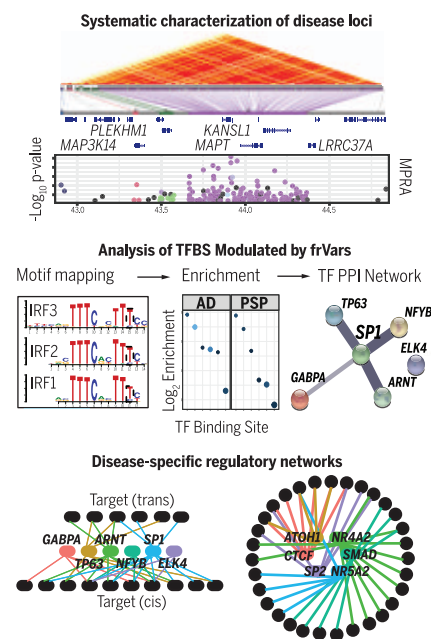 Systematic characterization of disease loci
PLEKHM1 KANSL1
MAP3K14 MAPT LRRC37A
-Log10 p-value
MPRA
43.0 43.5 44.0 44.5
Analysis of TFBS Modulated by frVars
Motif mapping Enrichment TF PPI Network
IRF3
IRF2
IRF1
AD PSP
Log2 Enrichment
TF Binding Site
TP63
NFYB
SP1
ELK4
GABPA
ARNT
Disease-specific regulatory networks
Target (trans)
GABPA ARNT SP1
TP63 NFYB ELK4
Target (cis)
ATOH1 NR4A2
CTCF SMAD
SP2 NR5A2